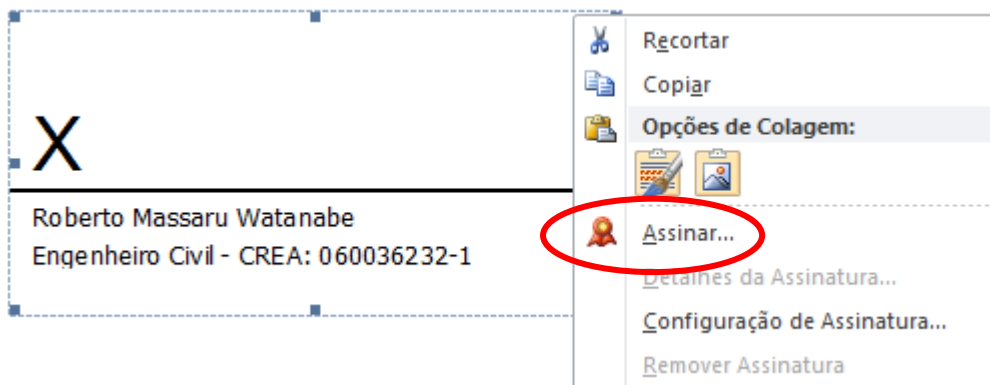 X
Roberto Massaru Watanabe
Engenheiro Civil - CREA: 060036232-1
Recortar
Copiar
Opções de Colagem:
Assinar...
Detalhes da Assinatura...
Configuração de Assinatura...
Remover Assinatura